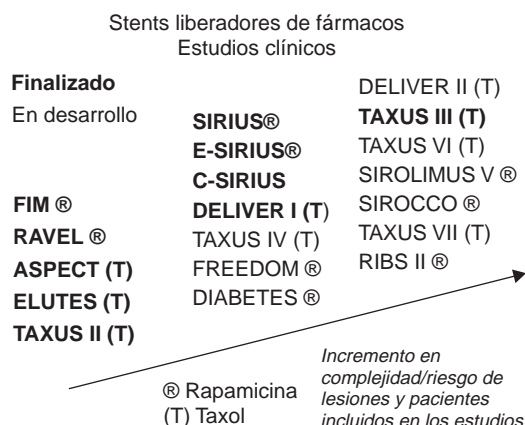 Stents liberadores de fármacos
Estudios clínicos
Finalizado
En desarrollo
FIM ®
RAVEL ®
ASPECT (T)
ELUTES (T)
TAXUS II (T)
SIRIUS®
E-SIRIUS®
C-SIRIUS
DELIVER I (T)
TAXUS IV (T)
FREEDOM ®
DIABETES ®
DELIVER II (T)
TAXUS III (T)
TAXUS VI (T)
SIROLIMUS V ®
SIROCCO ®
TAXUS VII (T)
RIBS II ®
® Rapamicina
(T) Taxol
Incremento en
complejidad/riesgo de
lesiones y pacientes
incluidos en los estudios